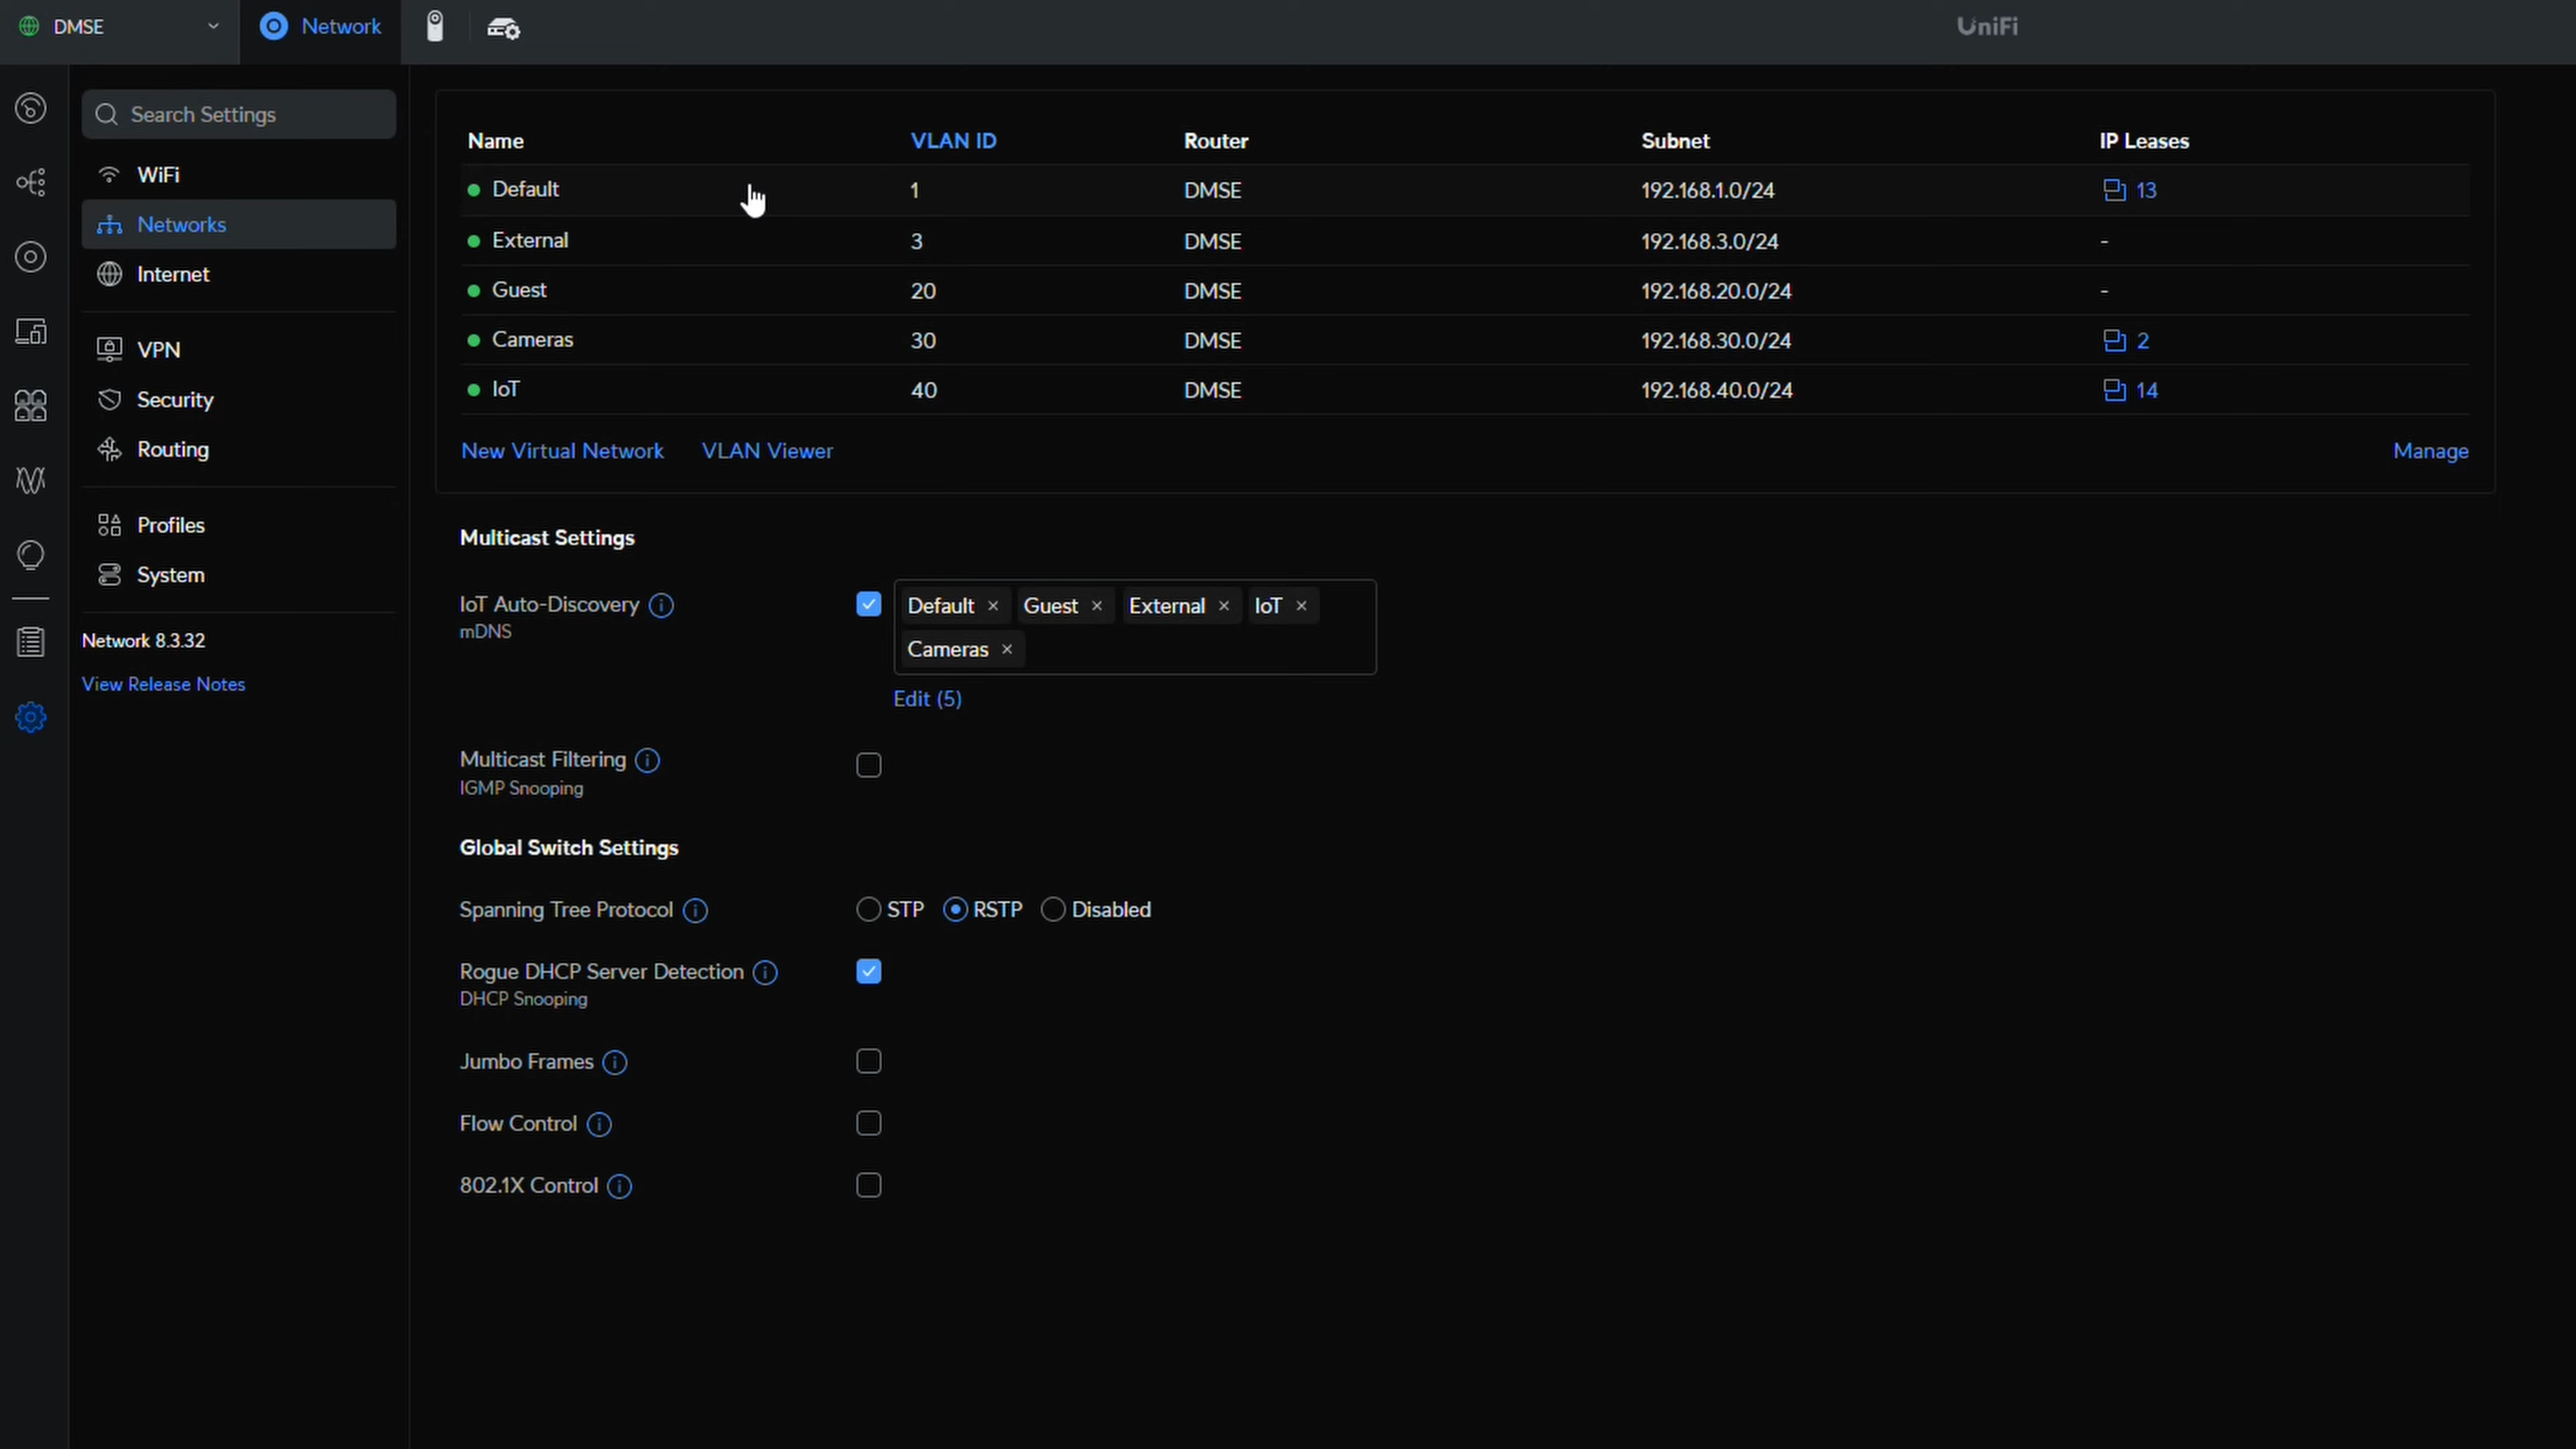 DMSE
Network
UniFi
Search Settings
WiFi
Networks
Internet
VPN
Security
Routing
Profiles
System
Network 8.3.32
View Release Notes
Name VLAN ID Router Subnet IP Leases
Default 1 DMSE 192.168.1.0/24 13
External 3 DMSE 192.168.3.0/24 -
Guest 20 DMSE 192.168.20.0/24 -
Cameras 30 DMSE 192.168.30.0/24 2
IoT 40 DMSE 192.168.40.0/24 14
New Virtual Network VLAN Viewer Manage
Multicast Settings
IoT Auto-Discovery Default × Guest × External × IoT ×
mDNS
Cameras ×
Edit (5)
Multicast Filtering
IGMP Snooping
Global Switch Settings
Spanning Tree Protocol STP RSTP Disabled
Rogue DHCP Server Detection
DHCP Snooping
Jumbo Frames
Flow Control
802.1X Control